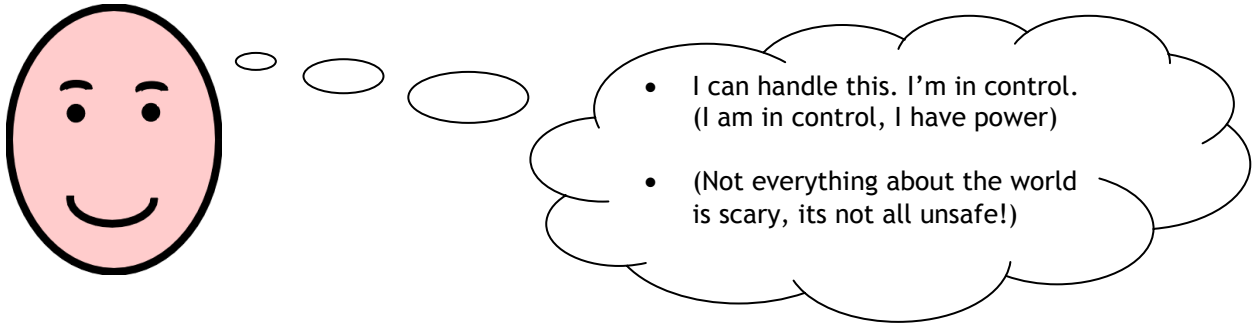 • I can handle this. I’m in control.
(I am in control, I have power)
• (Not everything about the world
is scary, its not all unsafe!)